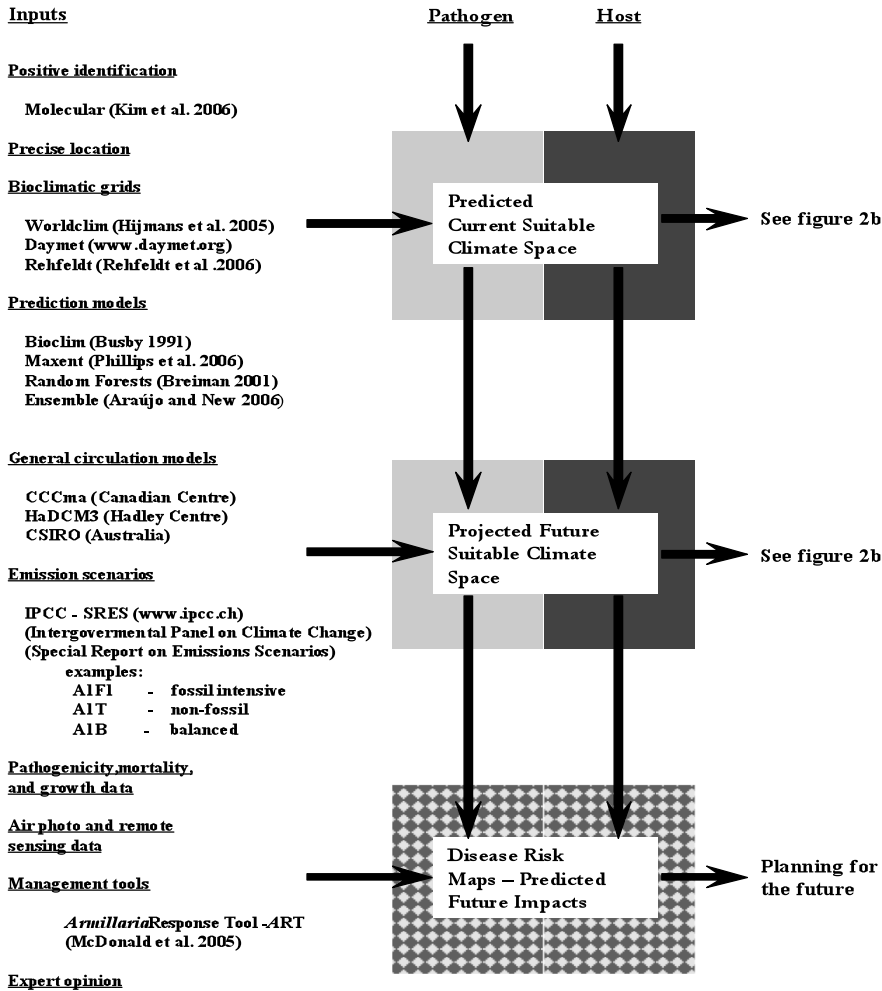 Inputs
Pathogen
Host
Positive identification
Molecular (Kim et al. 2006)
Precise location
Bioclimatic grids
Worldclim (Hijmans et al. 2005)
Daymet (www.daymet.org)
Rehfeldt (Rehfeldt et al .2006)
Prediction models
Bioclim (Busby 1991)
Maxent (Phillips et al. 2006)
Random Forests (Breiman 2001)
Ensemble (Araújo and New 2006)
Predicted
Current Suitable
Climate Space
See figure 2b
General circulation models
CCCma (Canadian Centre)
HaDCM3 (Hadley Centre)
CSIRO (Australia)
Emission scenarios
IPCC - SRES (www.ipcc.ch)
(Intergovermental Panel on Climate Change)
(Special Report on Emissions Scenarios)
examples:
A1F1 - fossil intensive
A1T - non-fossil
A1B - balanced
Projected Future
Suitable Climate
Space
See figure 2b
Pathogenicity,mortality,
and growth data
Air photo and remote
sensing data
Management tools
ArmillariaResponse Tool -ART
(McDonald et al. 2005)
Expert opinion
Disease Risk
Maps – Predicted
Future Impacts
Planning for
the future